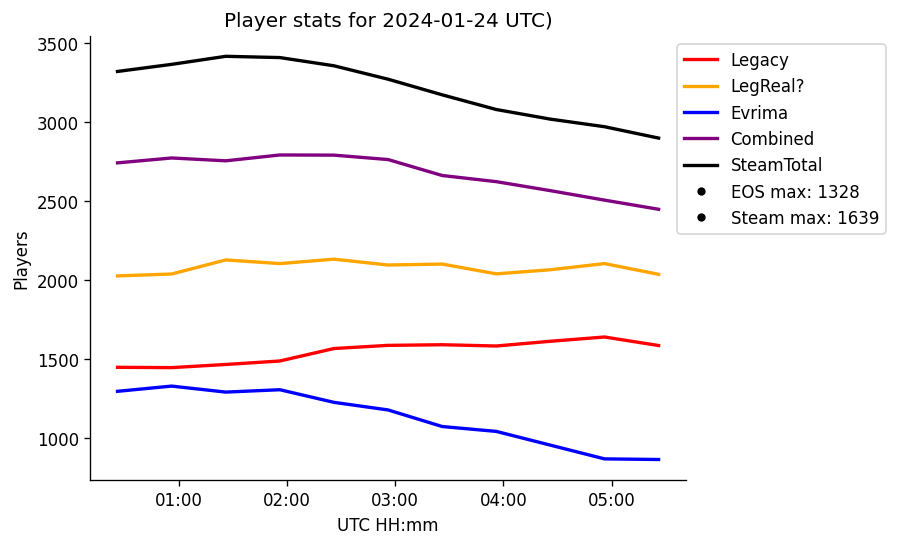 Player stats for 2024-01-24 UTC)
3500
3000
2500
2000
1500
1000
Players
01:00 02:00 03:00 04:00 05:00
UTC HH:mm
Legacy
LegReal?
Evrima
Combined
SteamTotal
EOS max: 1328
Steam max: 1639